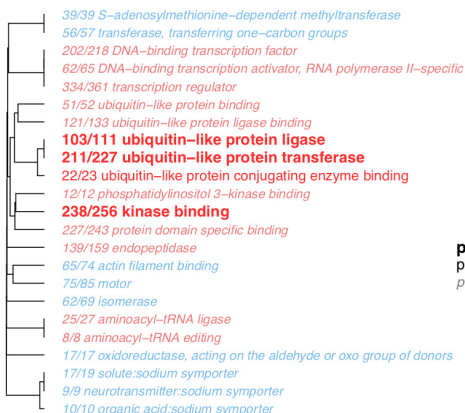 39/39 S−adenosylmethionine−dependent methyltransferase
56/57 transferase, transferring one−carbon groups
202/218 DNA−binding transcription factor
62/65 DNA−binding transcription activator, RNA polymerase II−specific
334/361 transcription regulator
51/52 ubiquitin−like protein binding
121/133 ubiquitin−like protein ligase binding
103/111 ubiquitin−like protein ligase
211/227 ubiquitin−like protein transferase
22/23 ubiquitin−like protein conjugating enzyme binding
12/12 phosphatidylinositol 3−kinase binding
238/256 kinase binding
227/243 protein domain specific binding
139/159 endopeptidase
p
65/74 actin filament binding
p
75/85 motor
p
62/69 isomerase
25/27 aminoacyl−tRNA ligase
8/8 aminoacyl−tRNA editing
17/17 oxidoreductase, acting on the aldehyde or oxo group of donors
17/19 solute:sodium symporter
9/9 neurotransmitter:sodium symporter
10/10 organic acid:sodium symporter